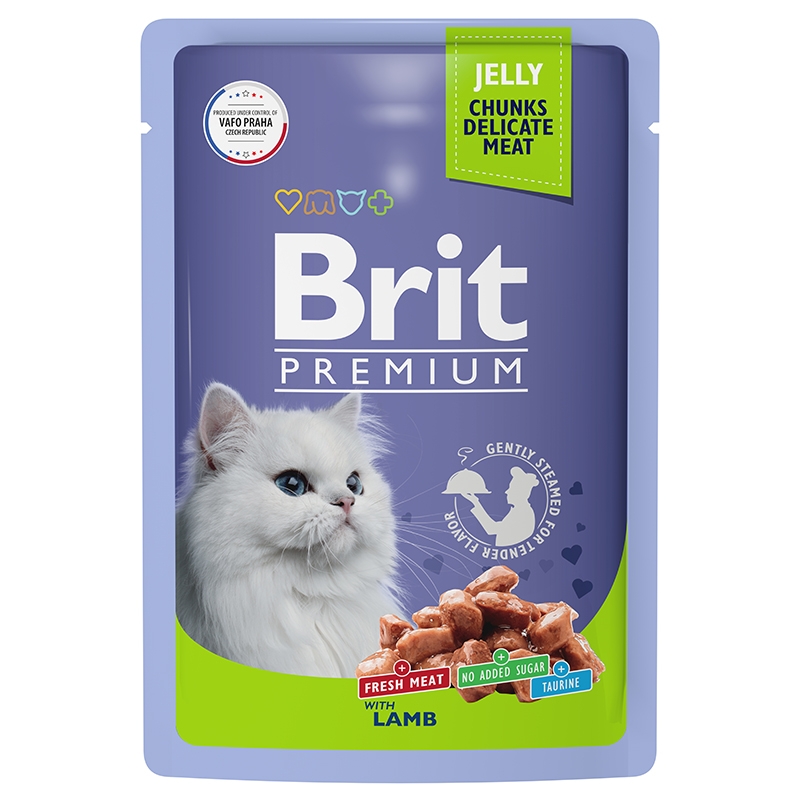 JELLY
CHUNKS
DELICATE
MEAT
PRODUCED UNDER CONTROL OF
VAFO PRAHA
CZECH REPUBLIC
Brit
PREMIUM
GENTLY STEAMED FOR TENDER FLAVOR
FRESH MEAT
NO ADDED SUGAR
TAURINE
WITH
LAMB